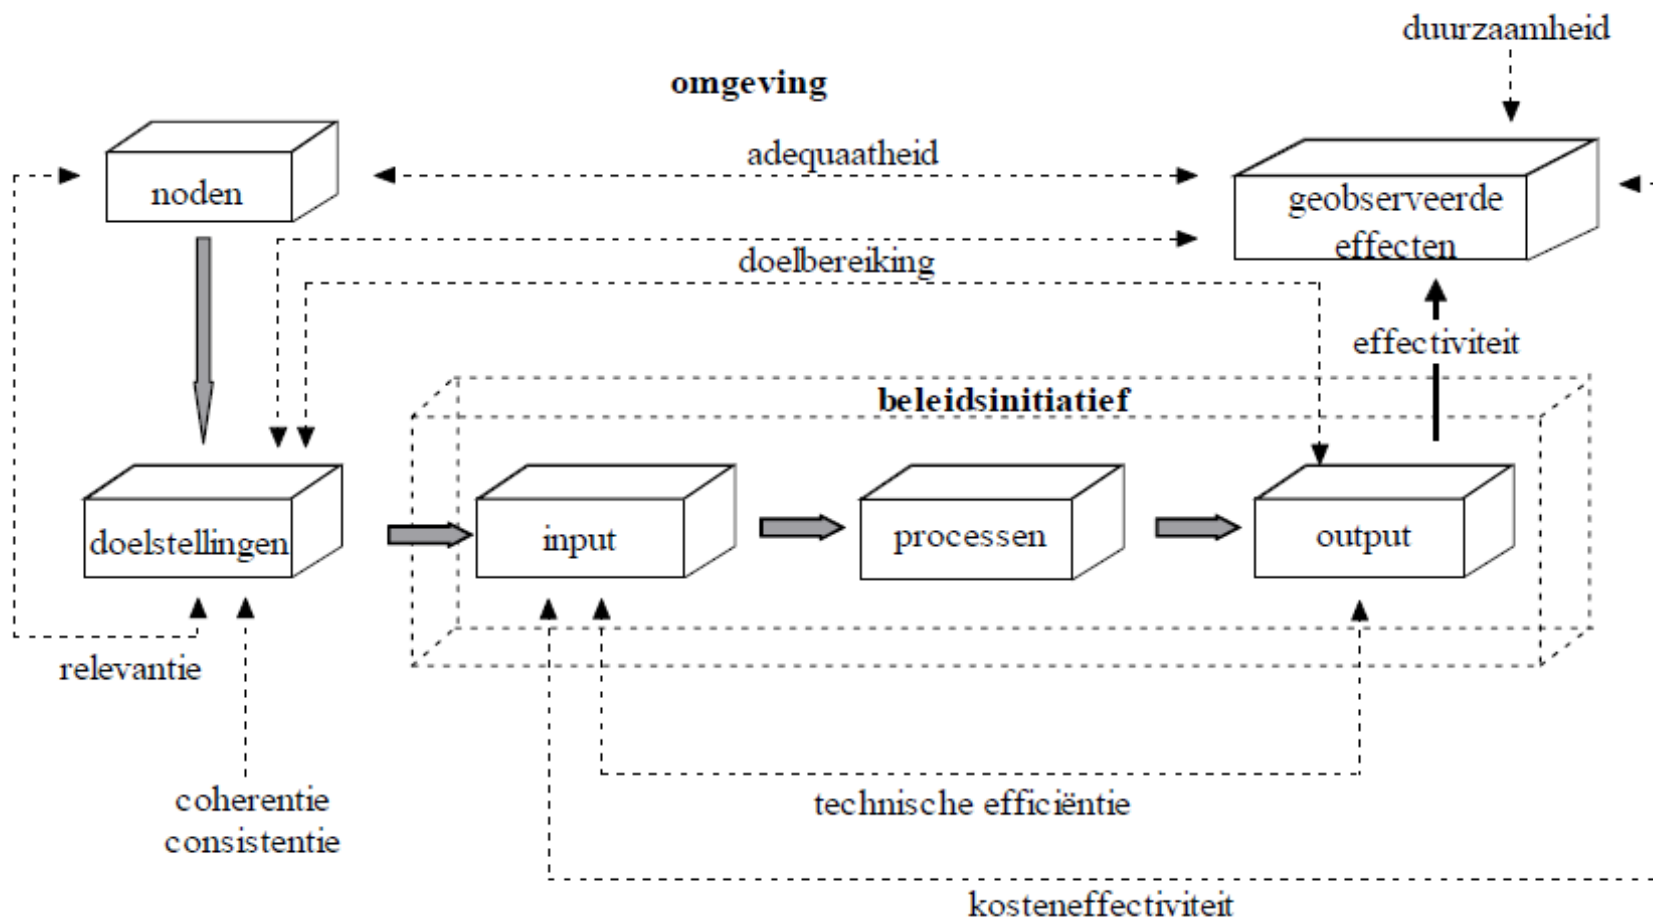 duurzaamheid
omgeving
adequaatheid
noden
geobserveerde
effecten
doelbereiking
effectiviteit
beleidsinitiatief
doelstellingen
input
processen
output
relevantie
coherentie
consistentie
technische efficiëntie
kosteneffectiviteit